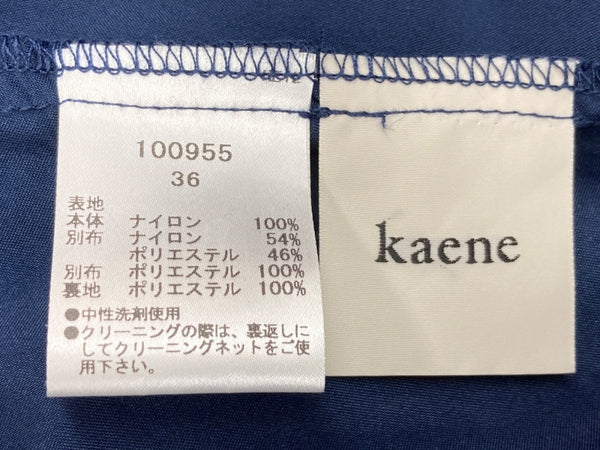 100955
36
表地
本体 ナイロン 100%
別布 ナイロン 54%
ポリエステル 46%
別布 ポリエステル 100%
裏地 ポリエステル 100%
●中性洗剤使用
●クリーニングの際は、裏返しに
してクリーニングネットをご使
用下さい。
kaene